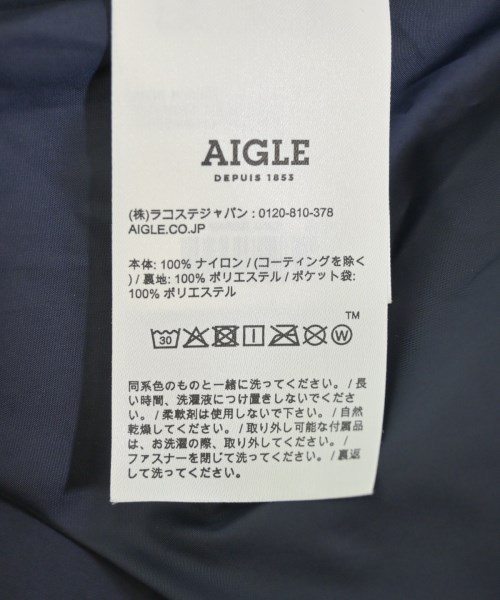 AIGLE
DEPUIS 1853
(株)ラコステジャパン : 0120-810-378
AIGLE.CO.JP
本体: 100% ナイロン / (コーティングを除く
) / 裏地: 100% ポリエステル / ポケット袋:
100% ポリエステル
TM
30 W
同系色のものと一緒に洗ってください。 / 長
い時間、洗濯液につけ置きしないでくださ
い。 / 柔軟剤は使用しないで下さい。 / 自然
乾燥してください。 / 取り外し可能な付属品
は、お洗濯の際、取り外してください。 /
ファスナーを閉じて洗ってください。 / 裏返
して洗ってください。